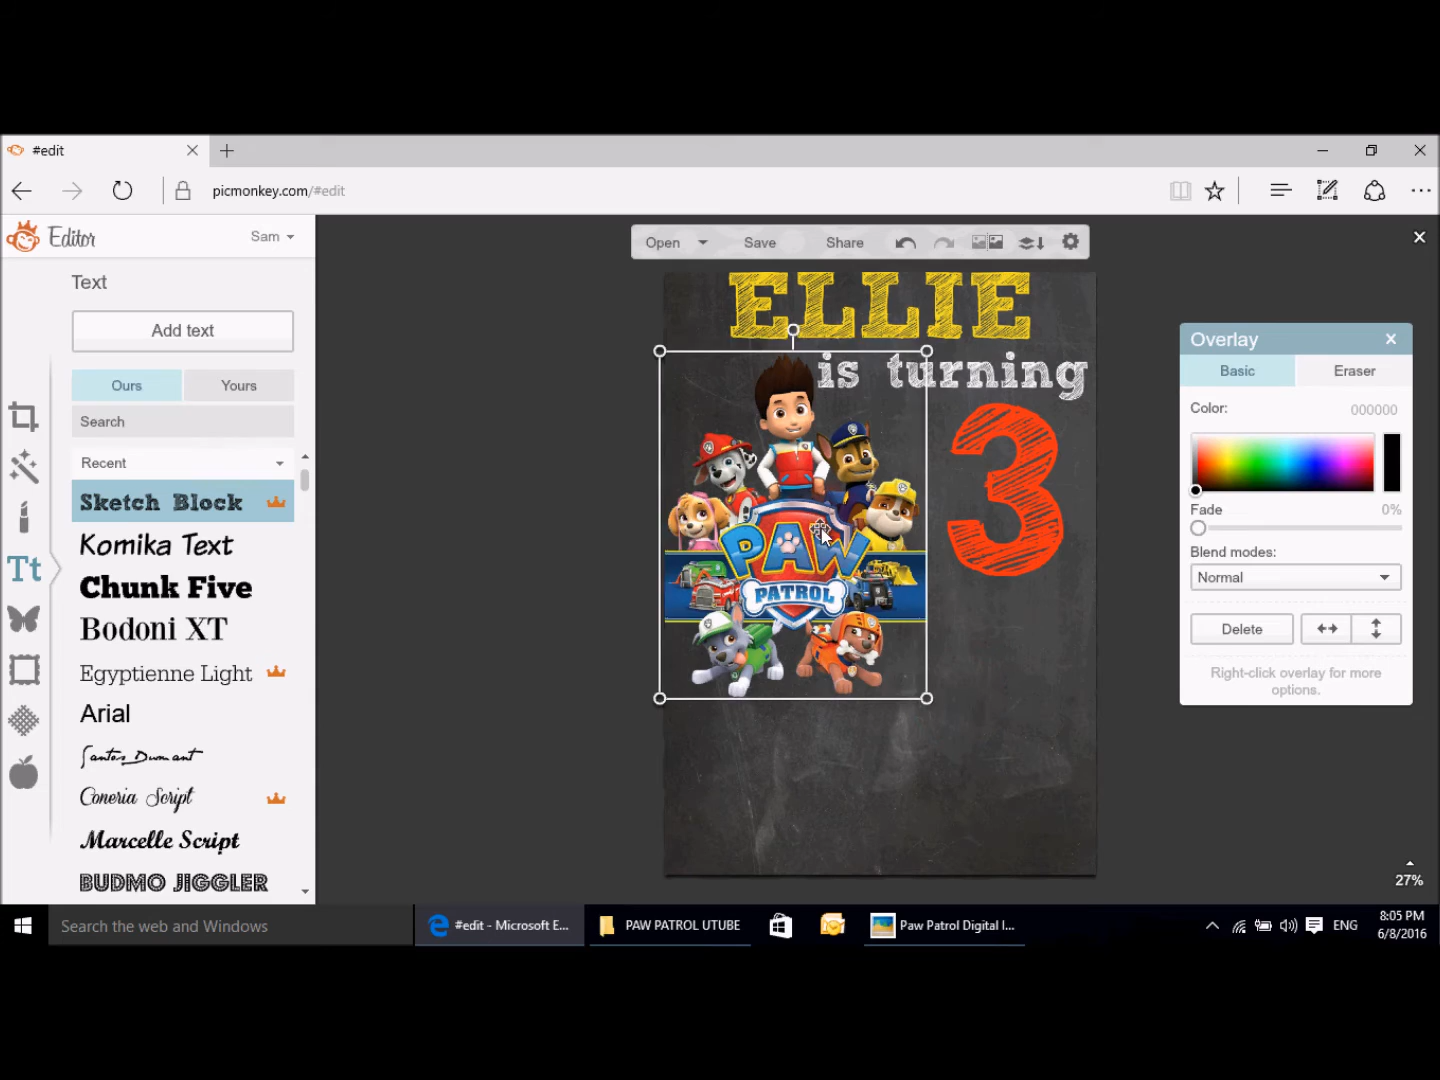 #edit
picmonkey.com/#edit
Editor
Sam
Open
Save
Share
Text
Add text
Ours
Yours
Search
Recent
Sketch Block
Komika Text
Chunk Five
Bodoni XT
Egyptienne Light
Arial
Santos Dumont
Coneria Script
Marcelle Script
BUDMO JIGGLER
ELLIE
is turning
3
PAW
PATROL
Overlay
Basic
Eraser
Color:
000000
Fade
0%
Blend modes:
Normal
Delete
Right-click overlay for more
options.
27%
Search the web and Windows
#edit - Microsoft E...
PAW PATROL UTUBE
Paw Patrol Digital I...
ENG
8:05 PM
6/8/2016